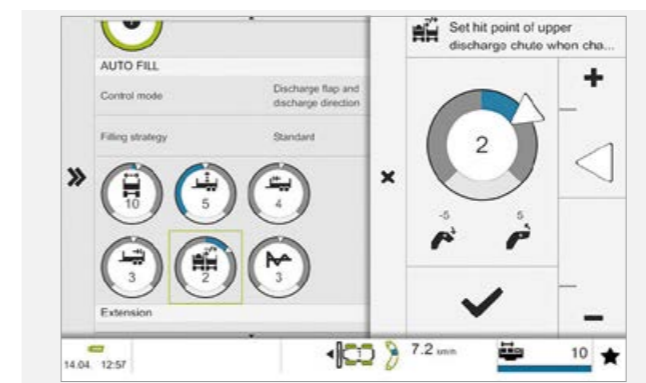 AUTO FILL
Control mode
Discharge flap and
discharge direction
Filling strategy
Standard
10
5
4
3
2
3
Extension
Set hit point of upper
discharge chute when cha...
2
-5
5
14.04. 12:57
1
7.2
10